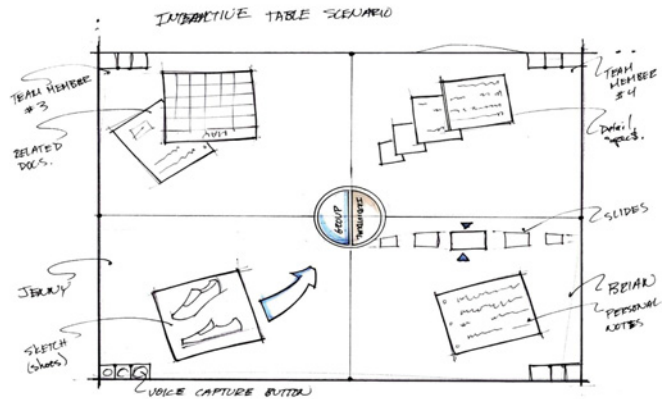 INTERACTIVE TABLE SCENARIO
TEAM MEMBER
#3
RELATED
DOCS.
TEAM
MEMBER
#4
Detail
specs.
GROUP
SLIDES
JENNY
BRIAN
PERSONAL
NOTES
SKETCH
(shoes)
VOICE CAPTURE BUTTON